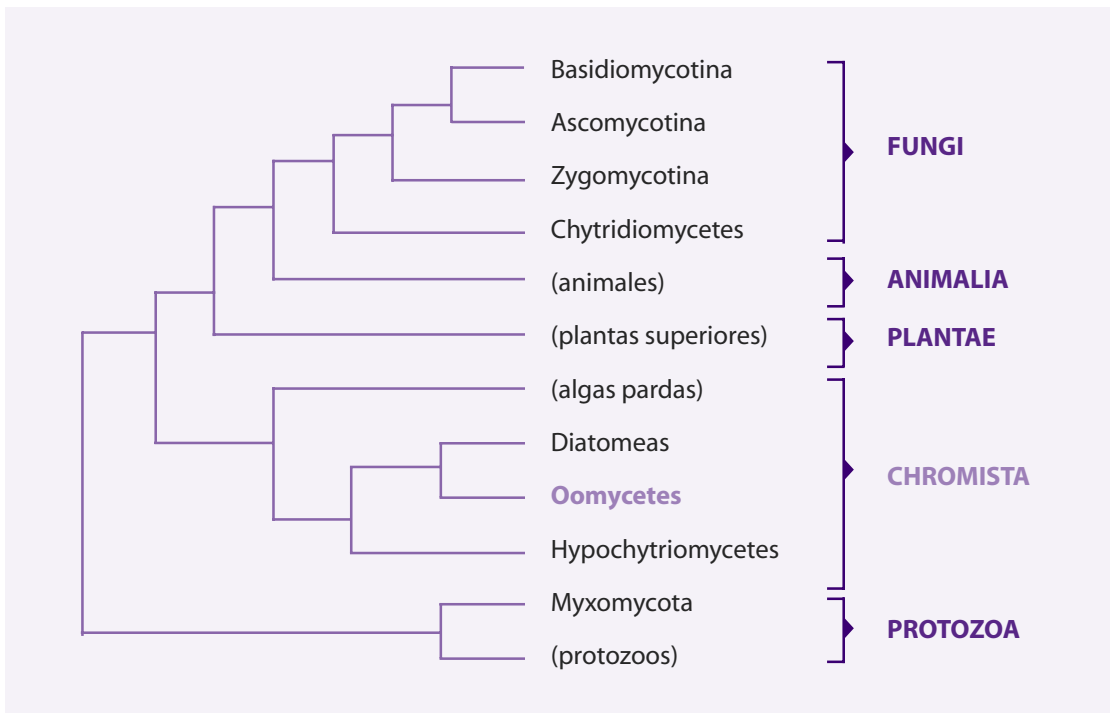 Basidiomycotina
Ascomycotina
FUNGI
Zygomycotina
Chytridiomycetes
(animales)
ANIMALIA
(plantas superiores)
PLANTAE
(algas pardas)
Diatomeas
CHROMISTA
Oomycetes
Hypochytriomycetes
Myxomycota
PROTOZOA
(protozoos)